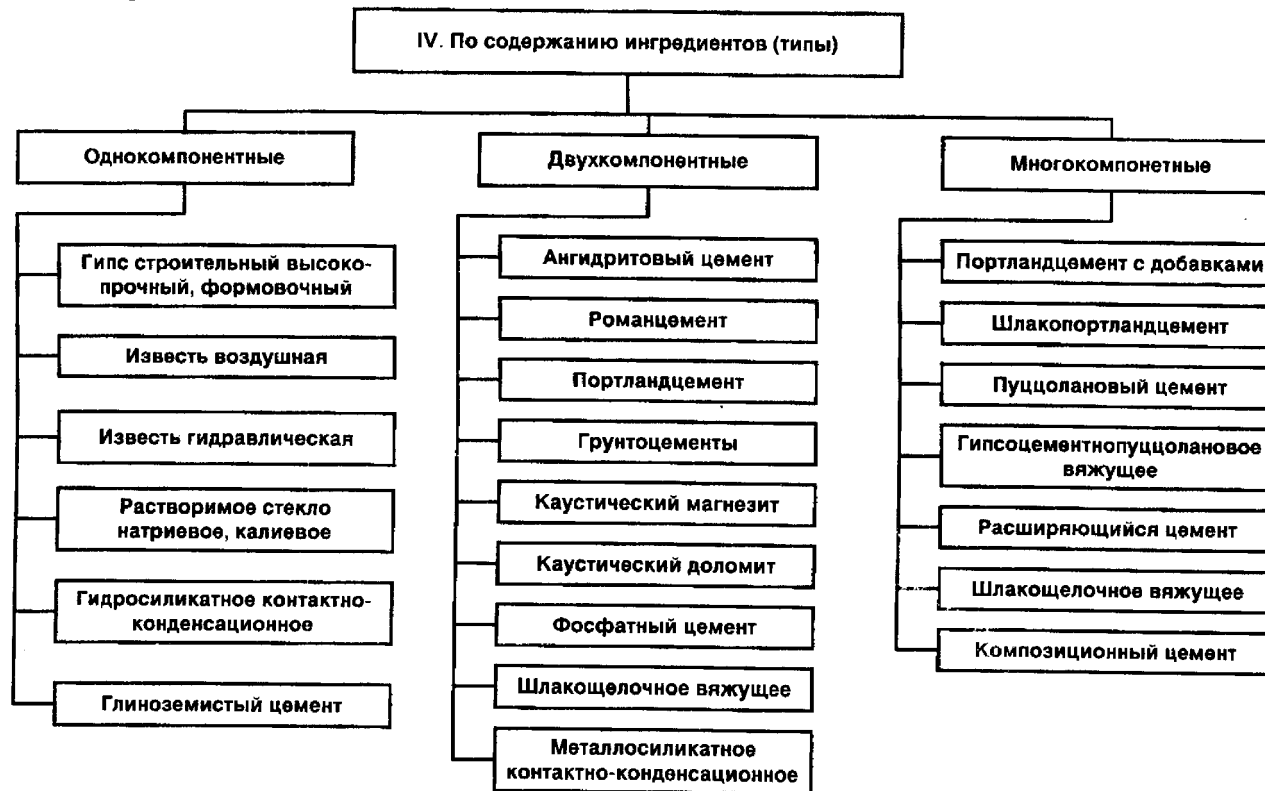 IV. По содержанию ингредиентов (типы)
Однокомпонентные
Двухкомпонентные
Многокомпонетные
Гипс строительный высоко-
прочный, формовочный
Известь воздушная
Известь гидравлическая
Растворимое стекло
натриевое, калиевое
Гидросиликатное контактно-
конденсационное
Глиноземистый цемент
Ангидритовый цемент
Романцемент
Портландцемент
Грунтоцементы
Каустический магнезит
Каустический доломит
Фосфатный цемент
Шлакощелочное вяжущее
Металлосиликатное
контактно-конденсационное
Портландцемент с добавками
Шлакопортландцемент
Пуццолановый цемент
Гипсоцементнопуццолановое
вяжущее
Расширяющийся цемент
Шлакощелочное вяжущее
Композиционный цемент